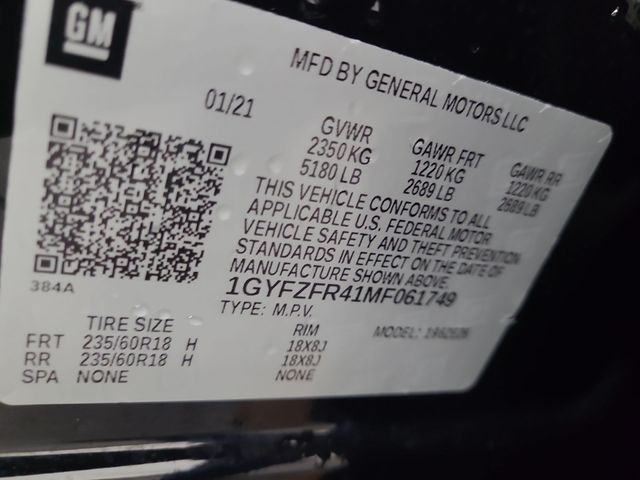 GM
MFD BY GENERAL MOTORS LLC
01/21
GVWR
2350 KG
5180 LB
GAWR FRT
1220 KG
2689 LB
GAWR RR
1220 KG
2689 LB
THIS VEHICLE CONFORMS TO ALL
APPLICABLE U.S. FEDERAL MOTOR
VEHICLE SAFETY AND THEFT PREVENTION
STANDARDS IN EFFECT ON THE DATE OF
MANUFACTURE SHOWN ABOVE.
384A
1GYFZFR41MF061749
TYPE: M.P.V. MODEL:
TIRE SIZE RIM
FRT 235/60R18 H 18X8J
RR 235/60R18 H 18X8J
SPA NONE NONE